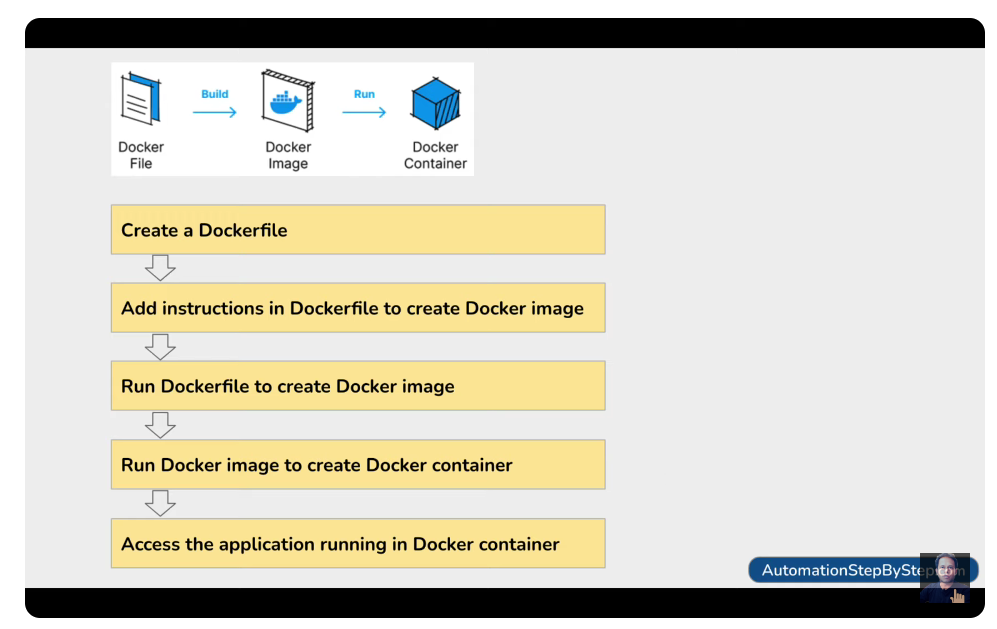 Build
Run
Docker
File
Docker
Image
Docker
Container
Create a Dockerfile
Add instructions in Dockerfile to create Docker image
Run Dockerfile to create Docker image
Run Docker image to create Docker container
Access the application running in Docker container
AutomationStepByStep.com